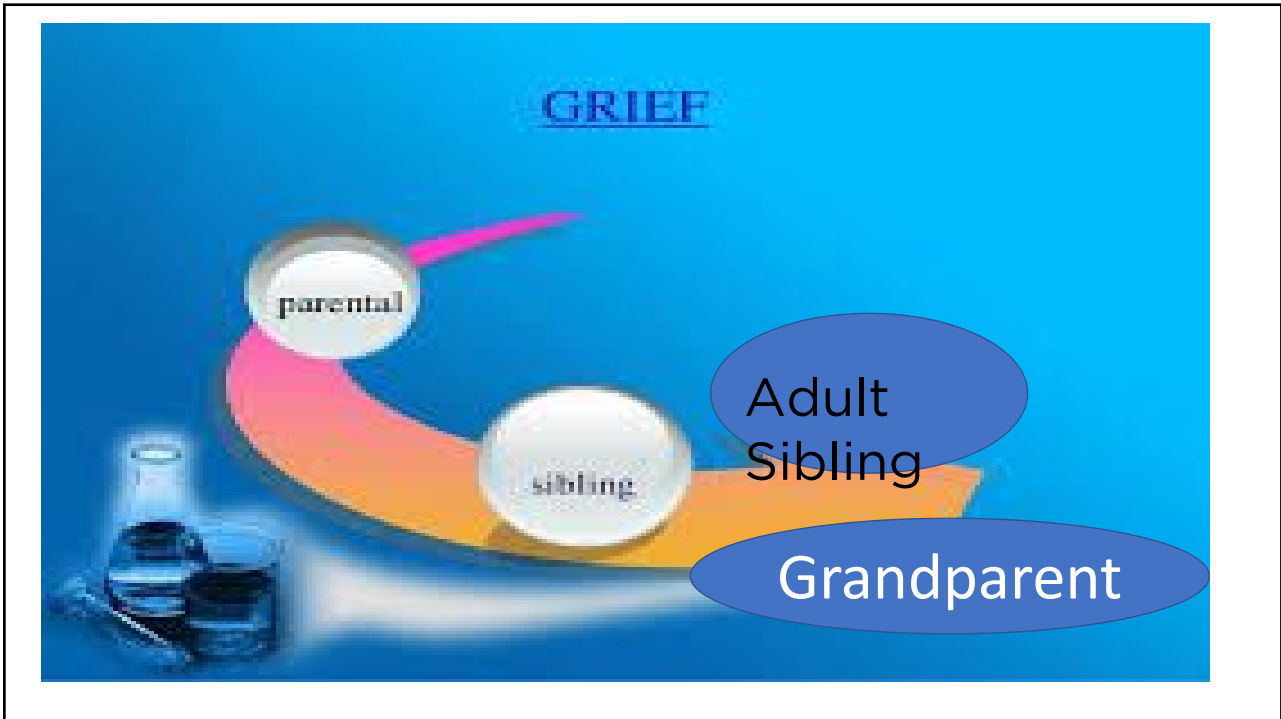 GRIEF
parental
sibling
Adult
Sibling
Grandparent